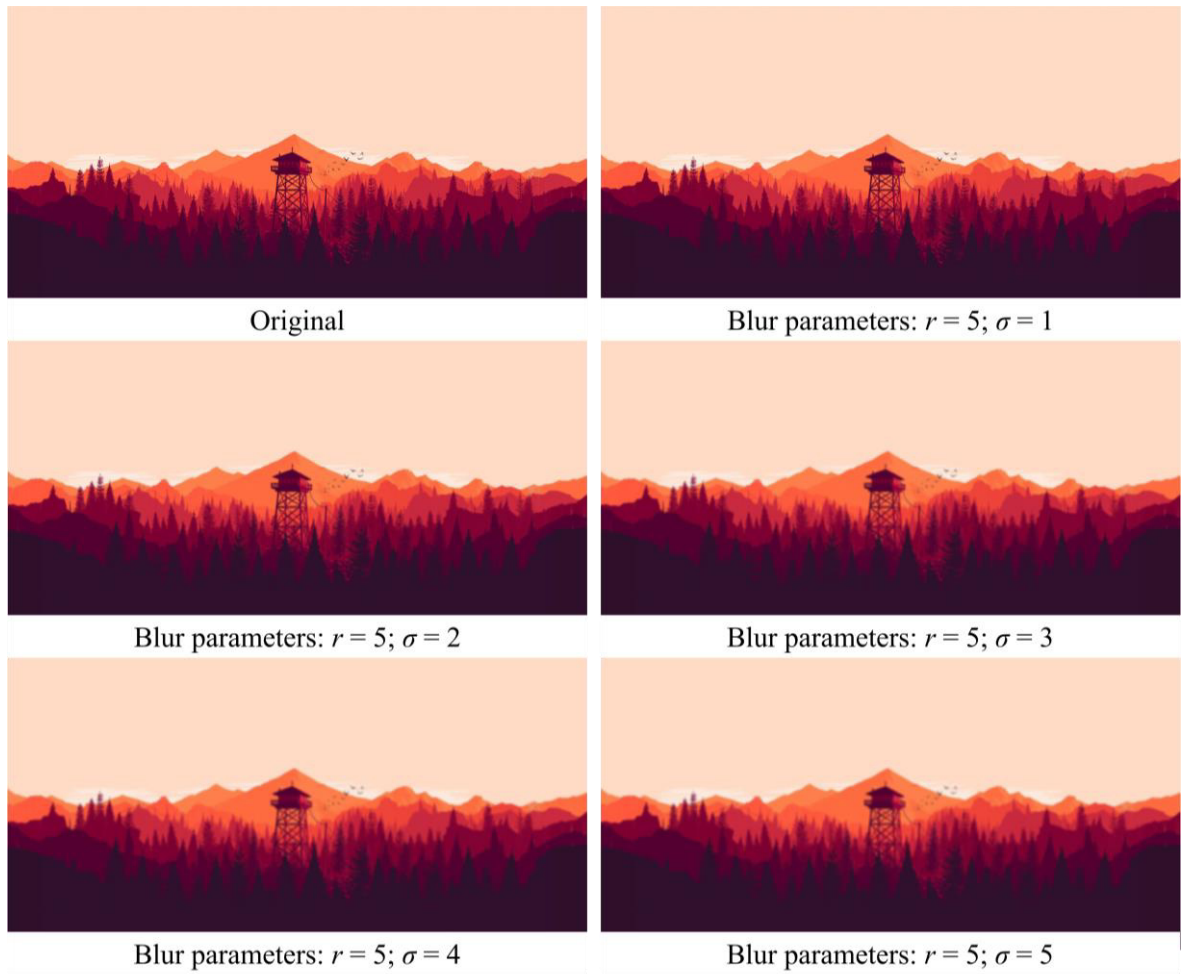 Original
Blur parameters: r = 5; σ = 1
Blur parameters: r = 5; σ = 2
Blur parameters: r = 5; σ = 3
Blur parameters: r = 5; σ = 4
Blur parameters: r = 5; σ = 5